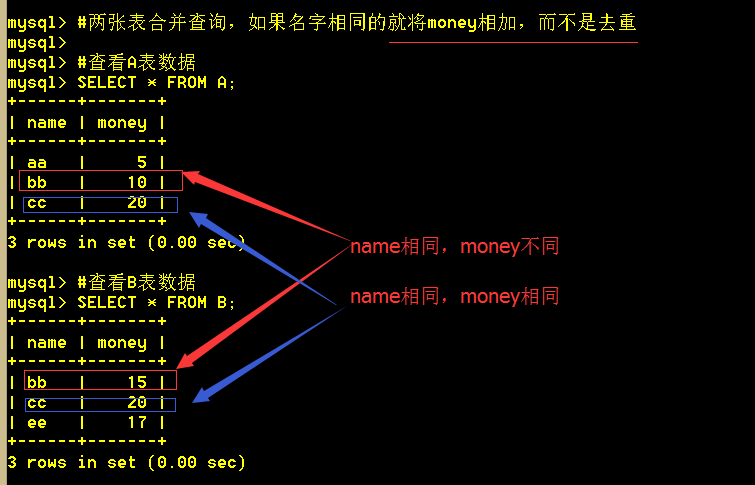 mysql> #两张表合并查询，如果名字相同的就将money相加，而不是去重
mysql>
mysql> #查看A表数据
mysql> SELECT * FROM A;
+------+-------+
| name | money |
+------+-------+
| aa   |     5 |
| bb   |    10 |
| cc   |    20 |
+------+-------+
3 rows in set (0.00 sec)
name相同，money不同
mysql> #查看B表数据
name相同，money相同
mysql> SELECT * FROM B;
+------+-------+
| name | money |
+------+-------+
| bb   |    15 |
| cc   |    20 |
| ee   |    17 |
+------+-------+
3 rows in set (0.00 sec)